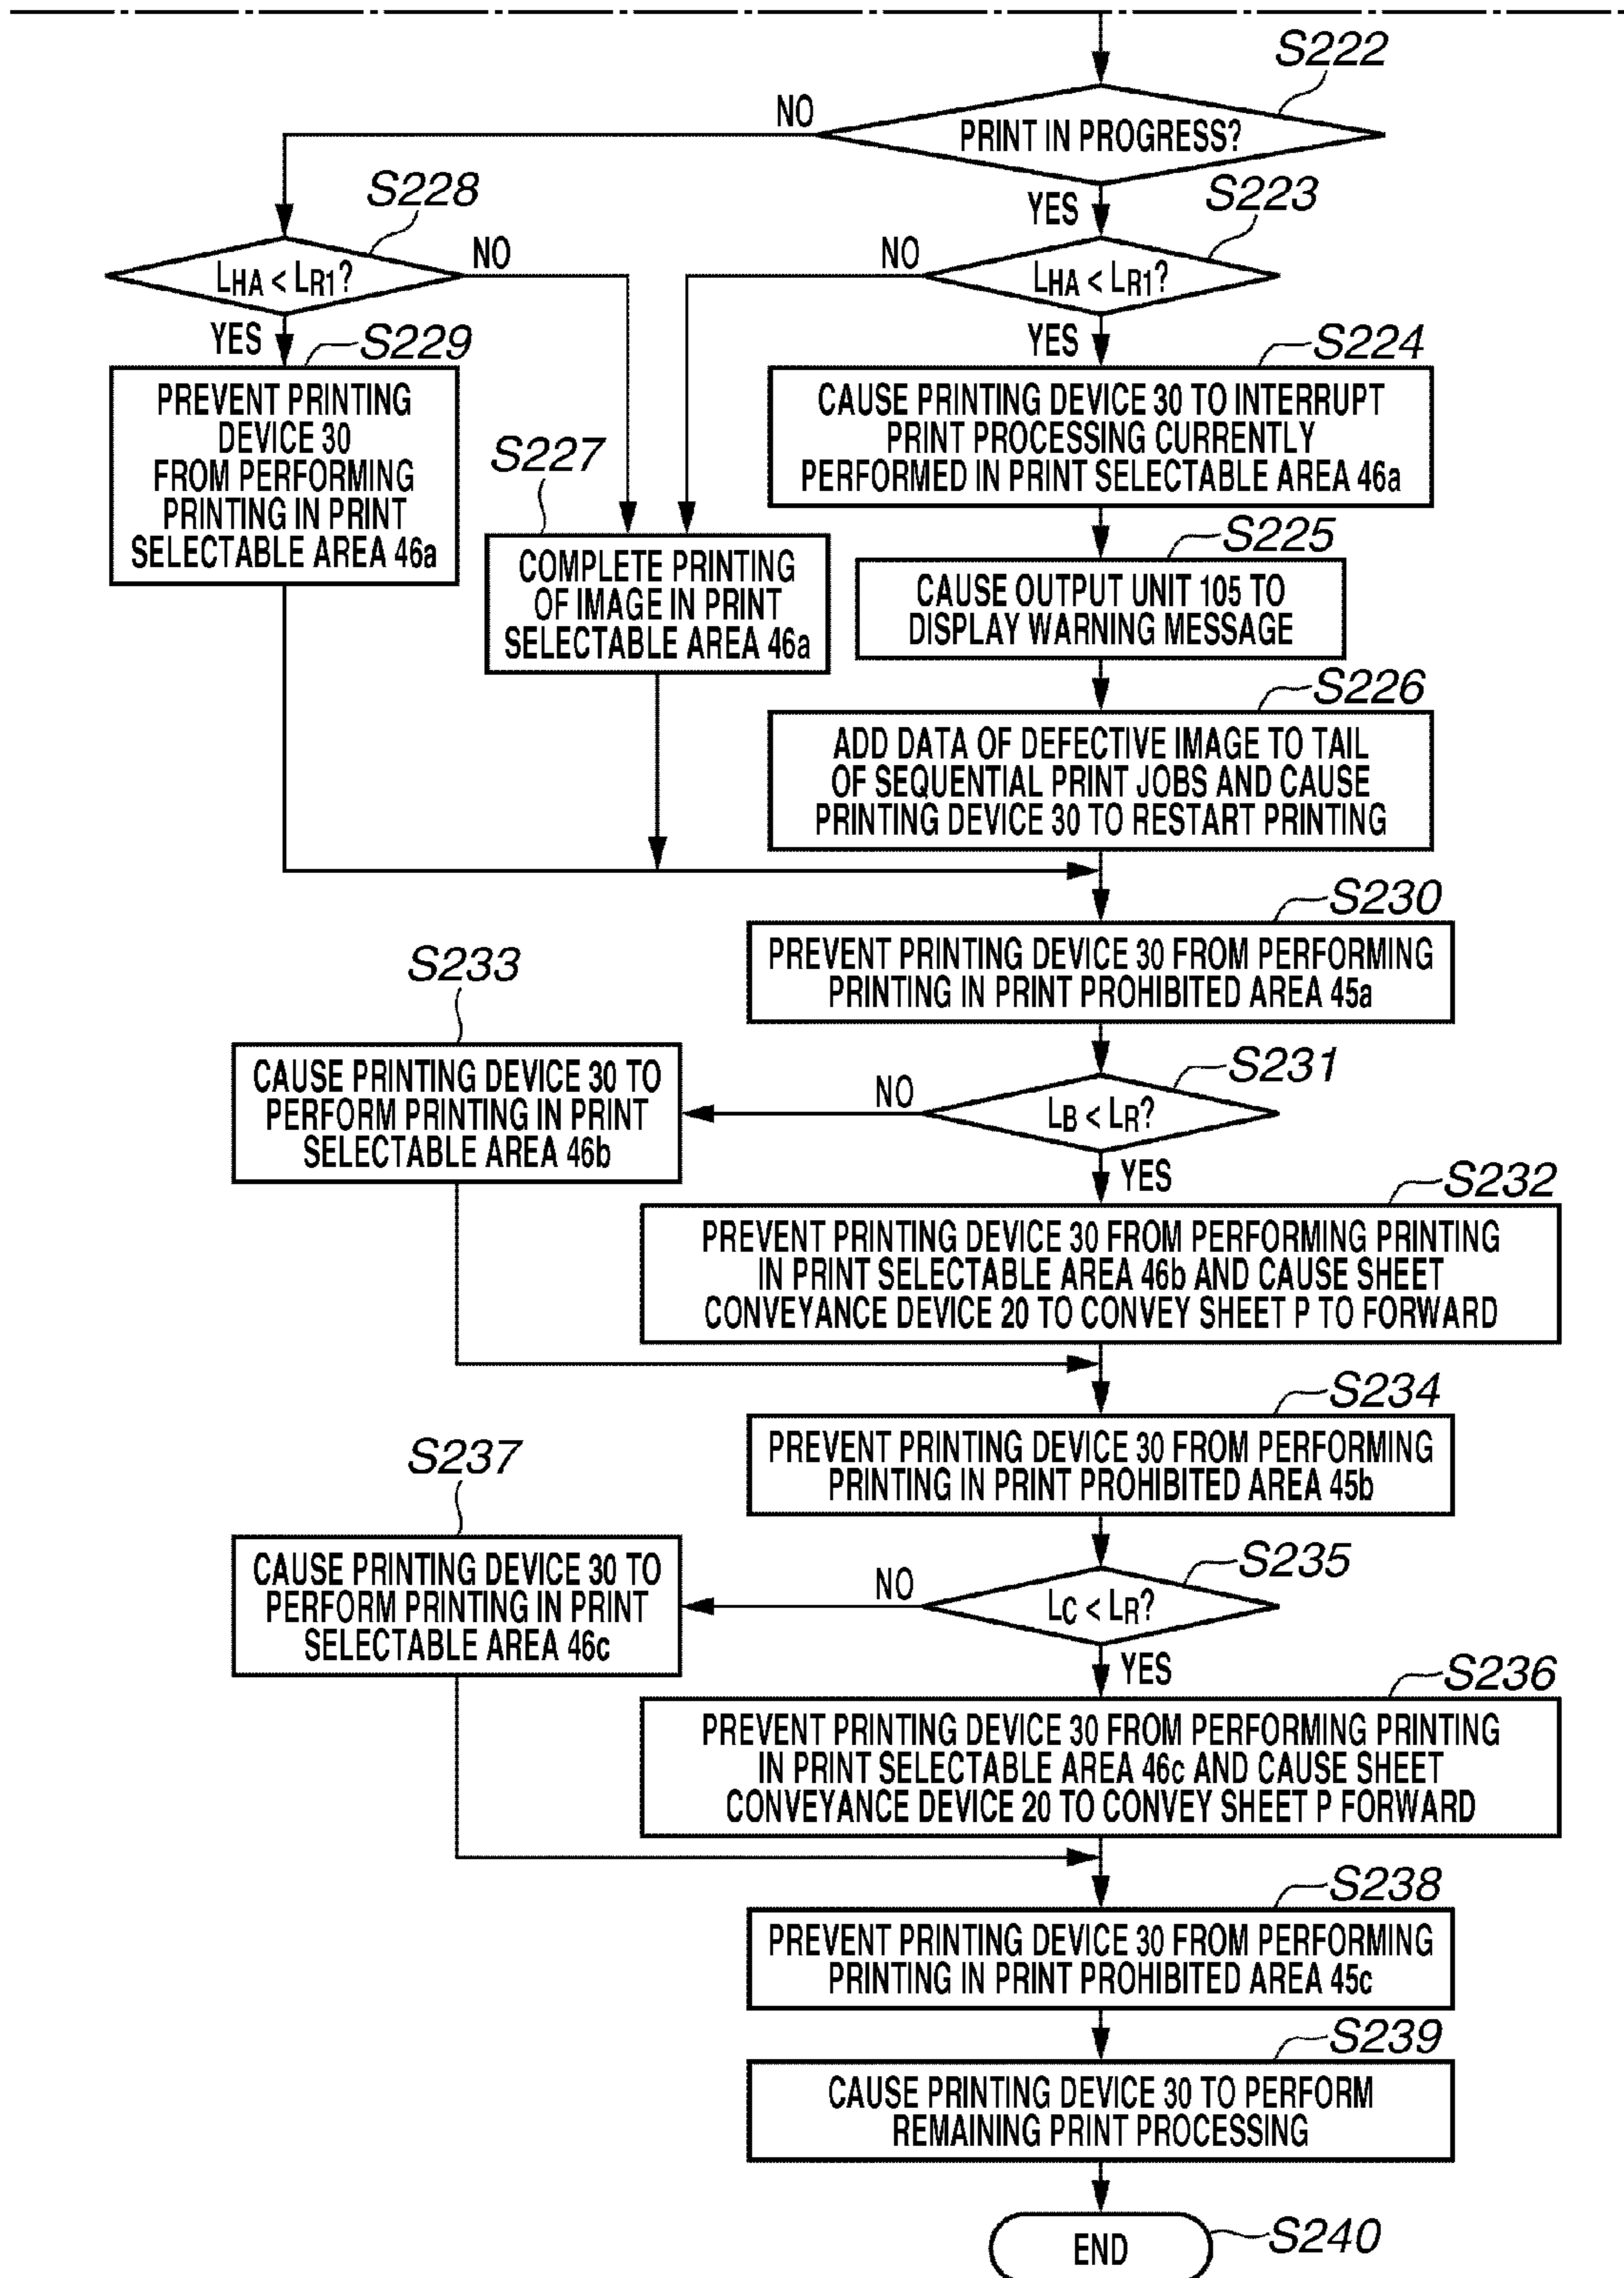 S222
NO
PRINT IN PROGRESS?
S228
YES
S223
LHA < LR1?
NO
NO
LHA < LR1?
YES
S229
YES
S224
PREVENT PRINTING
DEVICE 30
FROM PERFORMING
PRINTING IN PRINT
SELECTABLE AREA 46a
CAUSE PRINTING DEVICE 30 TO INTERRUPT
PRINT PROCESSING CURRENTLY
PERFORMED IN PRINT SELECTABLE AREA 46a
S227
COMPLETE PRINTING
OF IMAGE IN PRINT
SELECTABLE AREA 46a
S225
CAUSE OUTPUT UNIT 105 TO
DISPLAY WARNING MESSAGE
S226
ADD DATA OF DEFECTIVE IMAGE TO TAIL
OF SEQUENTIAL PRINT JOBS AND CAUSE
PRINTING DEVICE 30 TO RESTART PRINTING
S230
PREVENT PRINTING DEVICE 30 FROM PERFORMING
PRINTING IN PRINT PROHIBITED AREA 45a
S233
CAUSE PRINTING DEVICE 30 TO
PERFORM PRINTING IN PRINT
SELECTABLE AREA 46b
S231
NO
LB < LR?
YES
S232
PREVENT PRINTING DEVICE 30 FROM PERFORMING PRINTING
IN PRINT SELECTABLE AREA 46b AND CAUSE SHEET
CONVEYANCE DEVICE 20 TO CONVEY SHEET P TO FORWARD
S234
PREVENT PRINTING DEVICE 30 FROM PERFORMING
PRINTING IN PRINT PROHIBITED AREA 45b
S237
CAUSE PRINTING DEVICE 30 TO
PERFORM PRINTING IN PRINT
SELECTABLE AREA 46c
S235
NO
LC < LR?
YES
S236
PREVENT PRINTING DEVICE 30 FROM PERFORMING PRINTING
IN PRINT SELECTABLE AREA 46c AND CAUSE SHEET
CONVEYANCE DEVICE 20 TO CONVEY SHEET P FORWARD
S238
PREVENT PRINTING DEVICE 30 FROM PERFORMING
PRINTING IN PRINT PROHIBITED AREA 45c
S239
CAUSE PRINTING DEVICE 30 TO PERFORM
REMAINING PRINT PROCESSING
END
S240